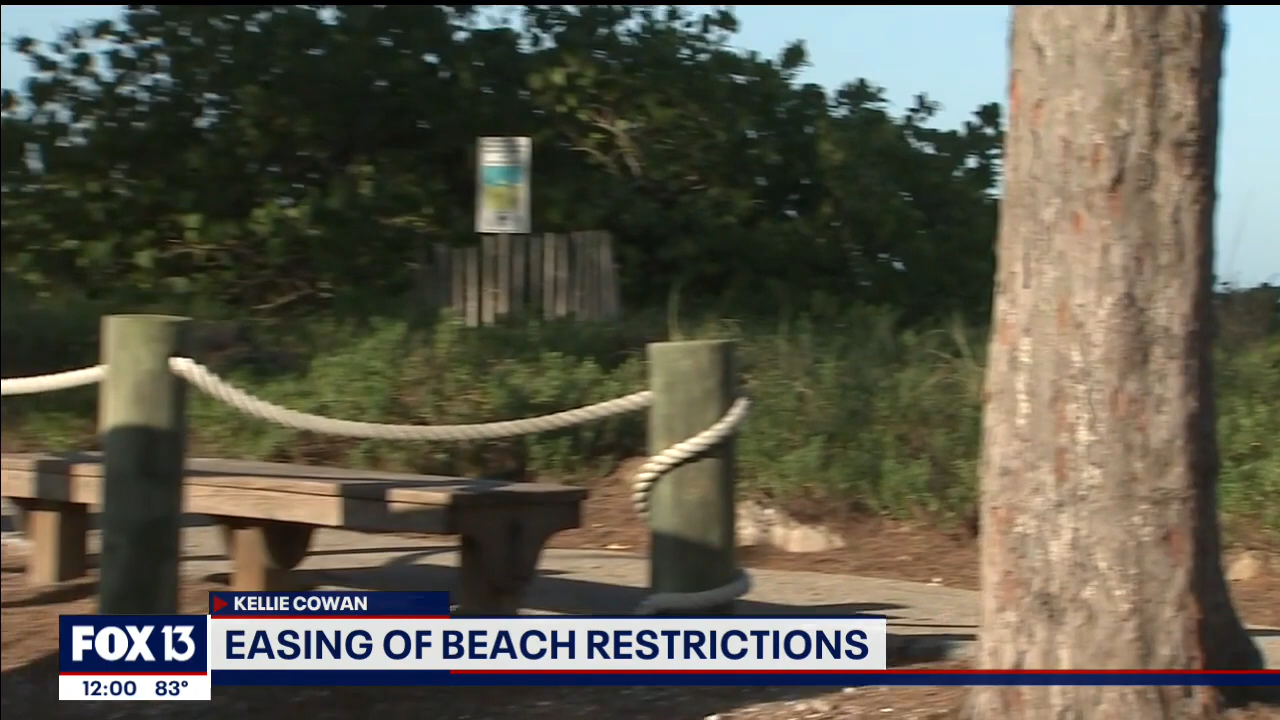 KELLIE COWAN
FOX 13
EASING OF BEACH RESTRICTIONS
12:00 83°